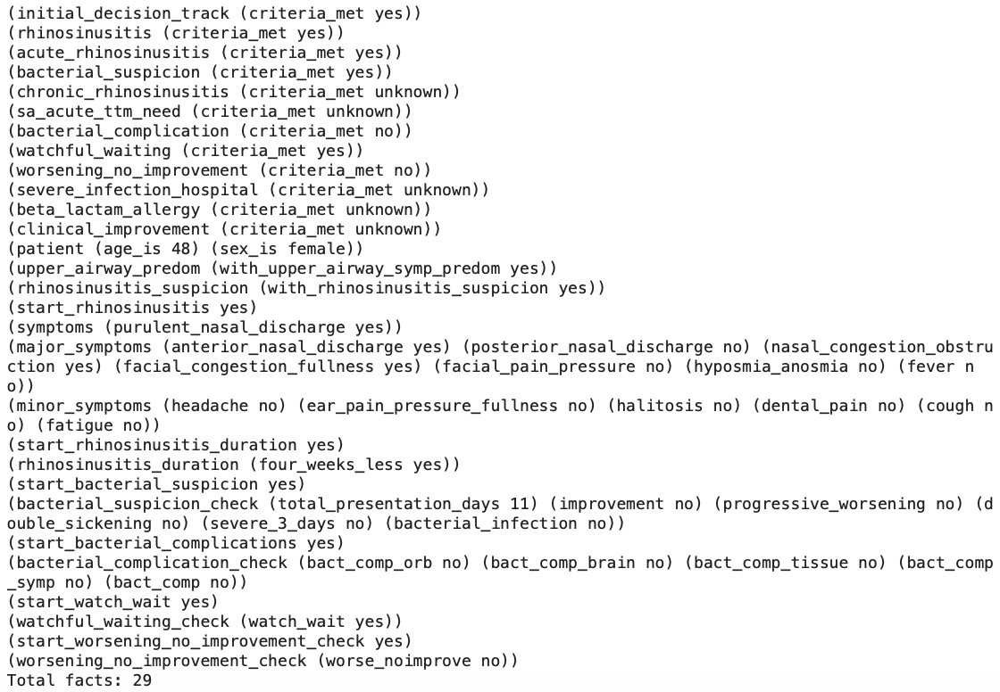 (initial_decision_track (criteria_met yes))
(rhinosinusitis (criteria_met yes))
(acute_rhinosinusitis (criteria_met yes))
(bacterial_suspicion (criteria_met yes))
(chronic_rhinosinusitis (criteria_met unknown))
(sa_acute_ttm_need (criteria_met unknown))
(bacterial_complication (criteria_met no))
(watchful_waiting (criteria_met yes))
(worsening_no_improvement (criteria_met no))
(severe_infection_hospital (criteria_met unknown))
(beta_lactam_allergy (criteria_met unknown))
(clinical_improvement (criteria_met unknown))
(patient (age_is 48) (sex_is female))
(upper_airway_predom (with_upper_airway_symp_predom yes))
(rhinosinusitis_suspicion (with_rhinosinusitis_suspicion yes))
(start_rhinosinusitis yes)
(symptoms (purulent_nasal_discharge yes))
(major_symptoms (anterior_nasal_discharge yes) (posterior_nasal_discharge no) (nasal_congestion_obstru
ction yes) (facial_congestion_fullness yes) (facial_pain_pressure no) (hyposmia_anosmia no) (fever n
o))
(minor_symptoms (headache no) (ear_pain_pressure_fullness no) (halitosis no) (dental_pain no) (cough n
o) (fatigue no))
(start_rhinosinusitis_duration yes)
(rhinosinusitis_duration (four_weeks_less yes))
(start_bacterial_suspicion yes)
(bacterial_suspicion_check (total_presentation_days 11) (improvement no) (progressive_worsening no) (d
ouble_sickening no) (severe_3_days no) (bacterial_infection no))
(start_bacterial_complications yes)
(bacterial_complication_check (bact_comp_orb no) (bact_comp_brain no) (bact_comp_tissue no) (bact_comp
_symp no) (bact_comp no))
(start_watch_wait yes)
(watchful_waiting_check (watch_wait yes))
(start_worsening_no_improvement_check yes)
(worsening_no_improvement_check (worse_noimprove no))
Total facts: 29